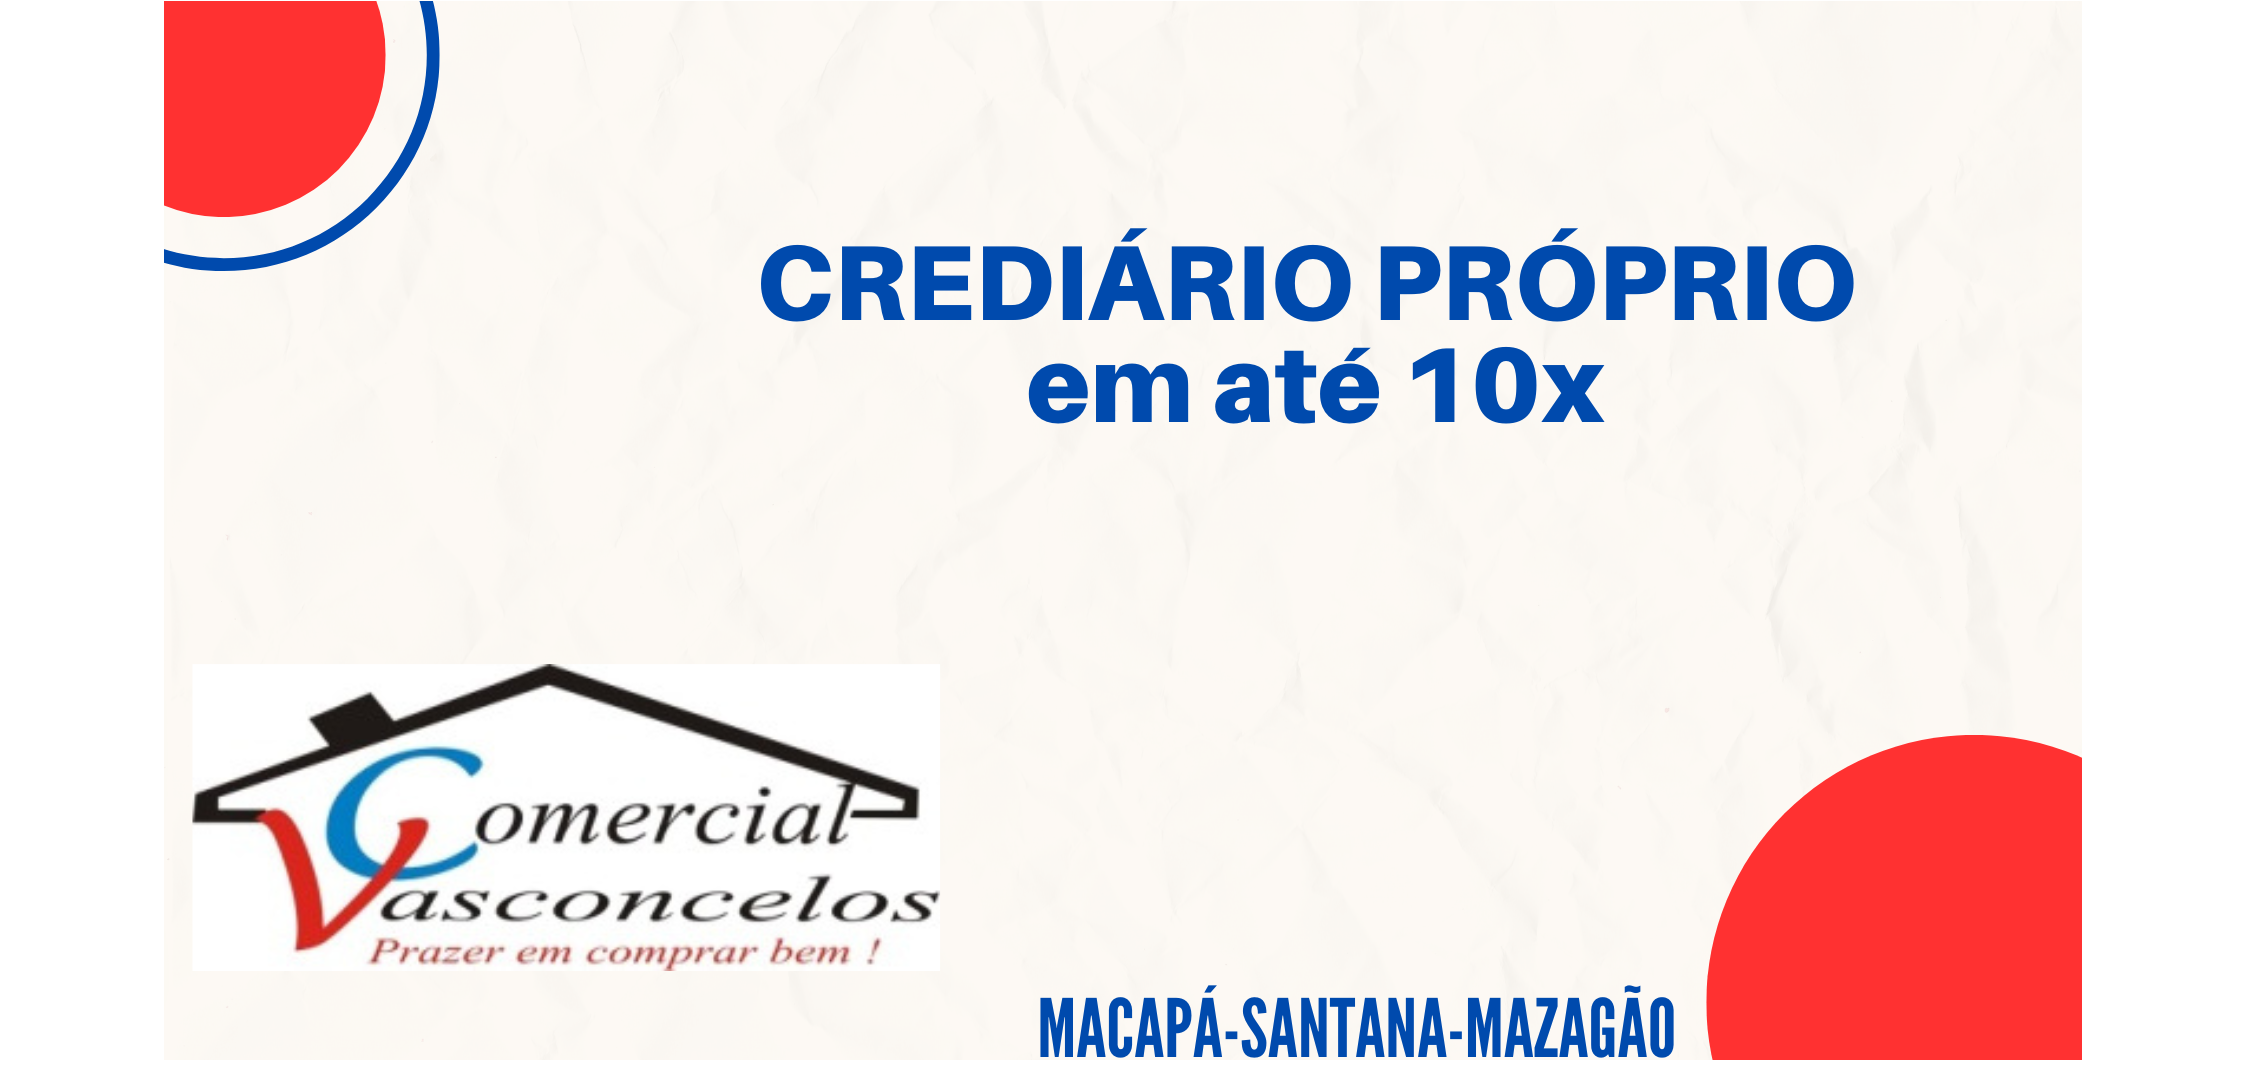 CREDIÁRIO PRÓPRIO
em até 10x
Comercial
Vasconcelos
Prazer em comprar bem !
MACAPÁ-SANTANA-MAZAGÃO